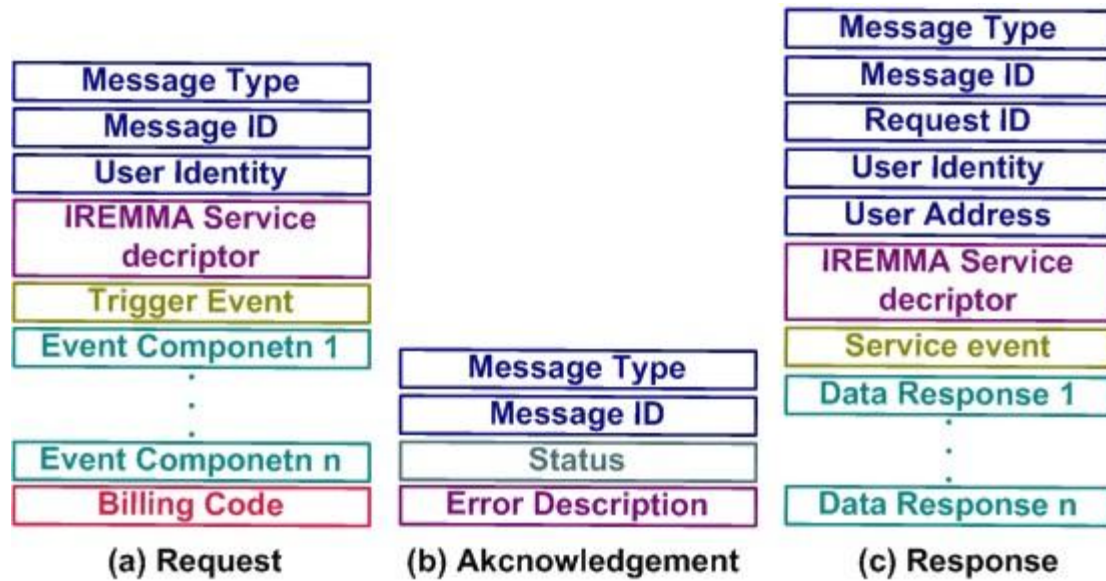 Message Type
Message ID
User Identity
IREMMA Service
decriptor
Trigger Event
Event Componetn 1
Event Componetn n
Billing Code
(a) Request
Message Type
Message ID
Status
Error Description
(b) Akcnowledgement
Message Type
Message ID
Request ID
User Identity
User Address
IREMMA Service
decriptor
Service event
Data Response 1
Data Response n
(c) Response